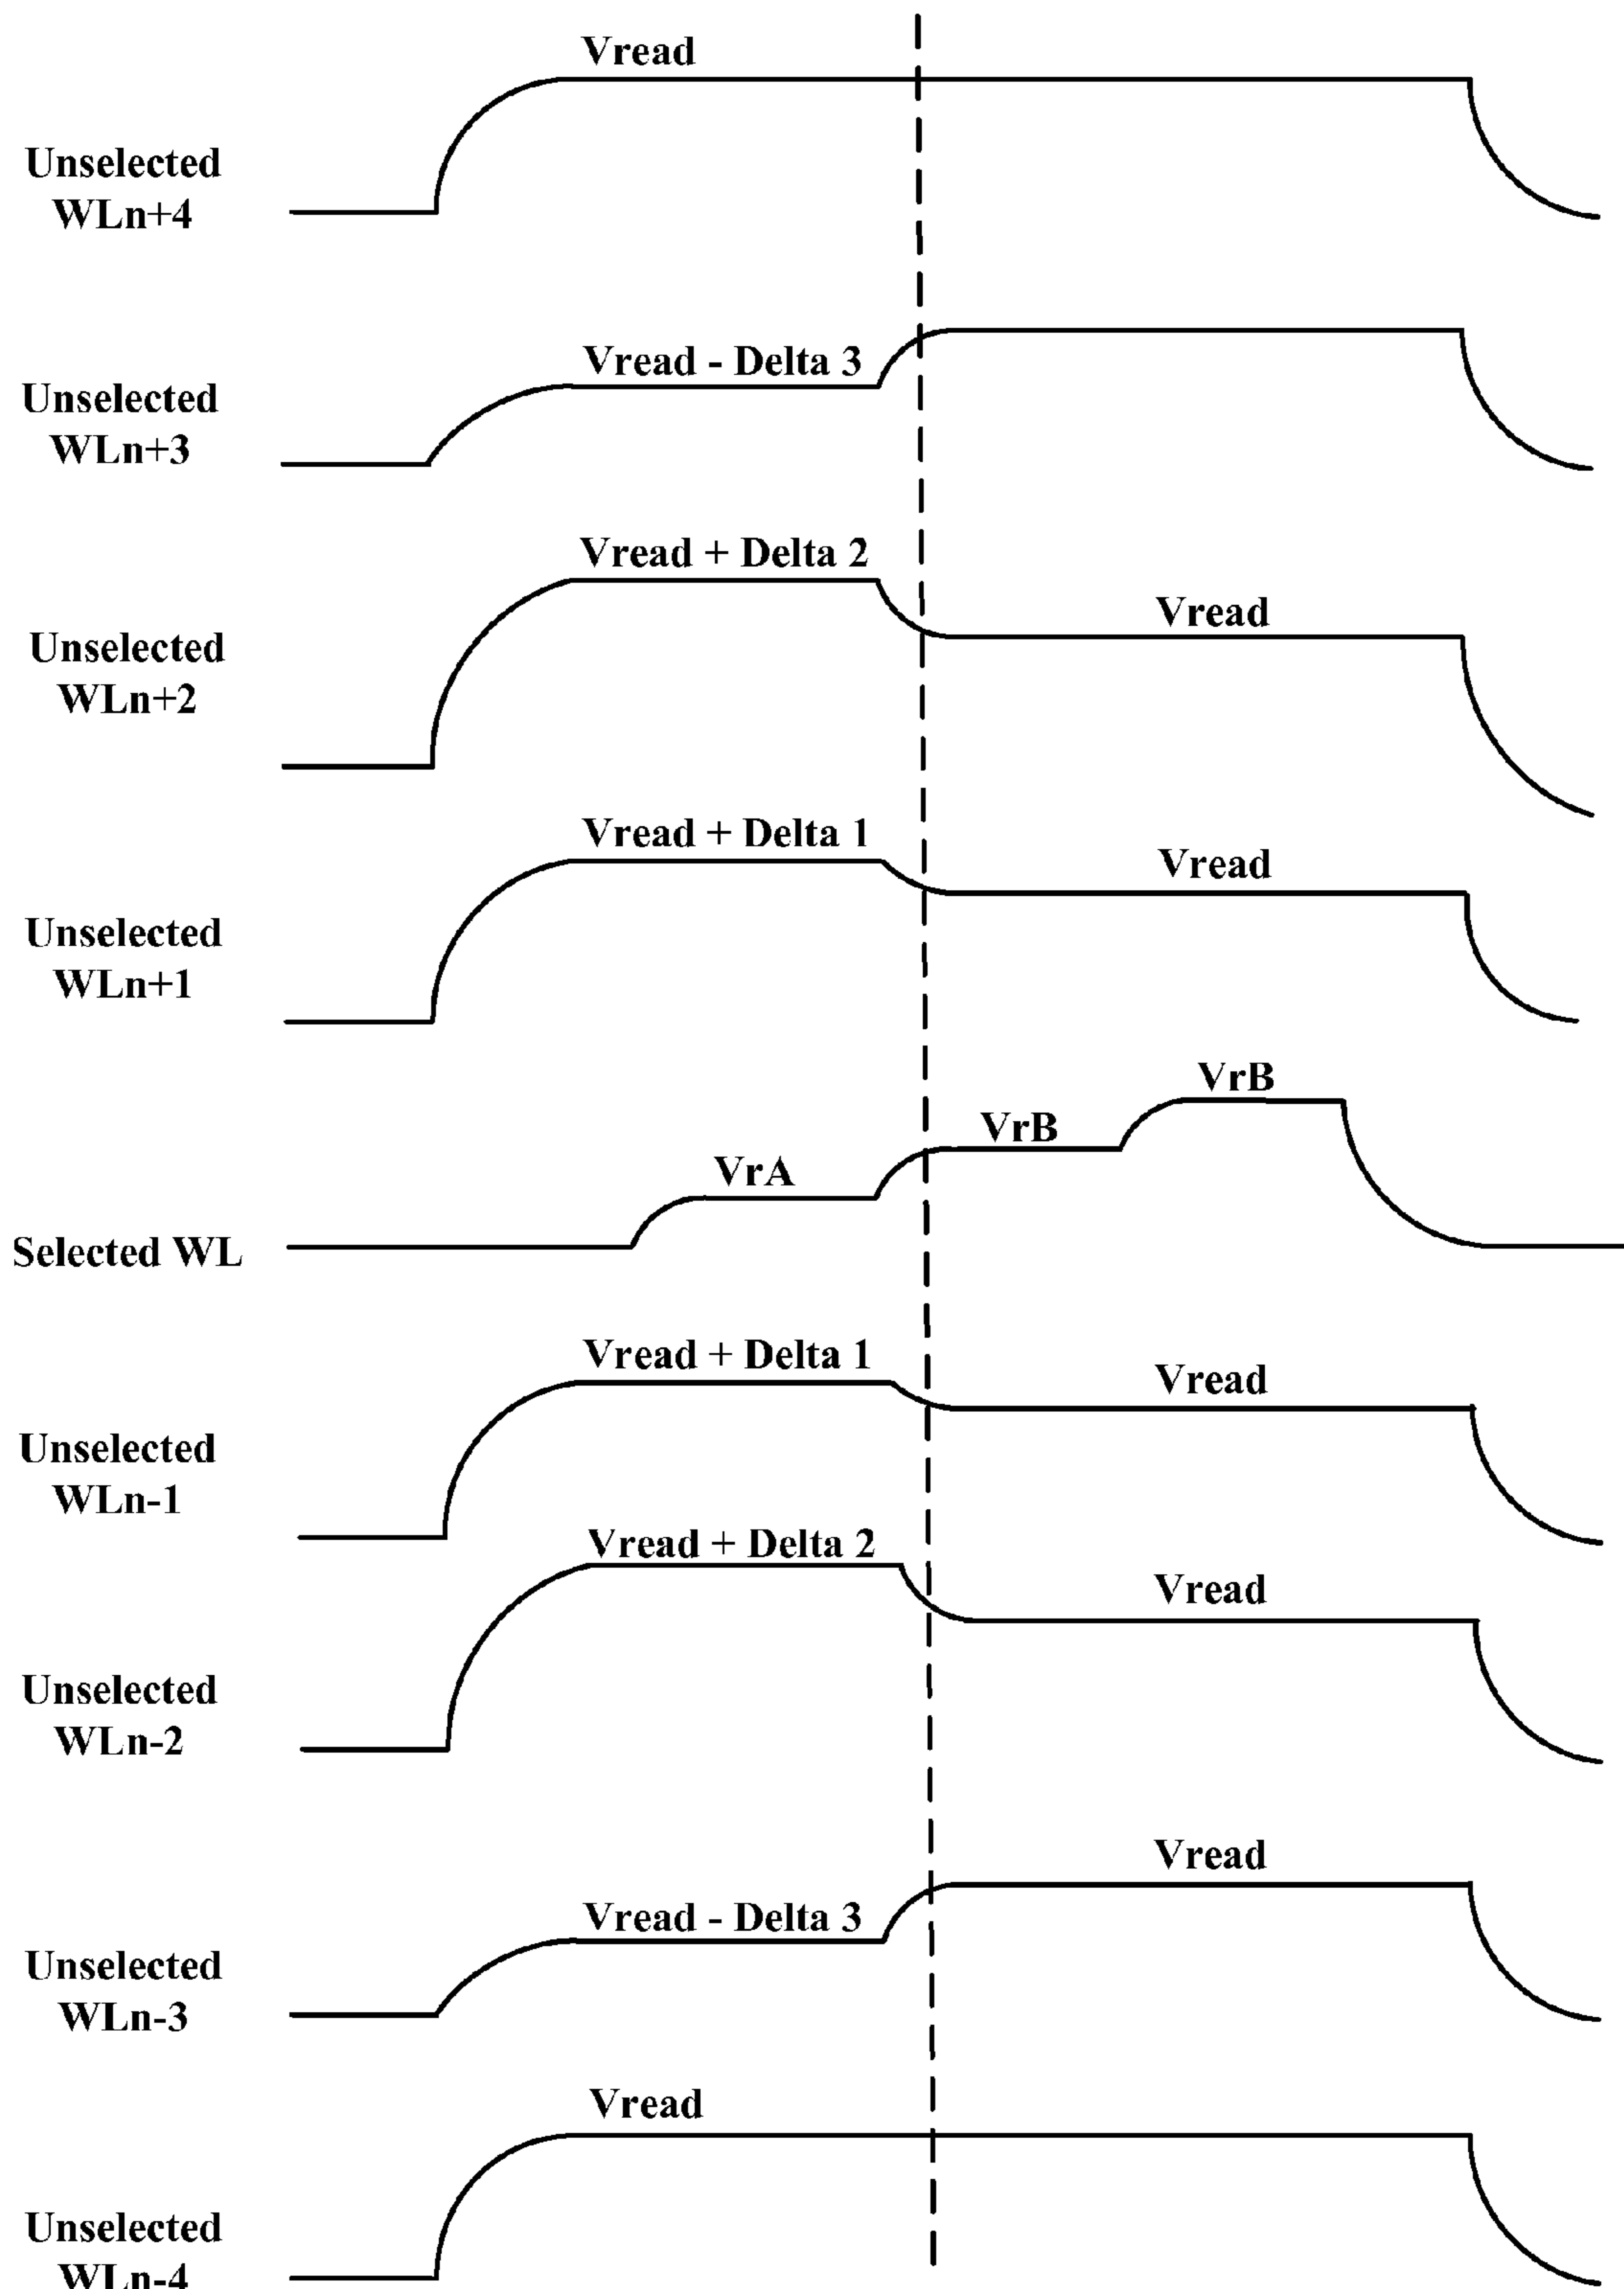 Vread
Unselected
WLn+4
Vread - Delta 3
Unselected
WLn+3
Vread + Delta 2
Vread
Unselected
WLn+2
Vread + Delta 1
Vread
Unselected
WLn+1
VrB
VrB
VrA
Selected WL
Vread + Delta 1
Vread
Unselected
WLn-1
Vread + Delta 2
Vread
Unselected
WLn-2
Vread
Vread - Delta 3
Unselected
WLn-3
Vread
Unselected
WLn-4